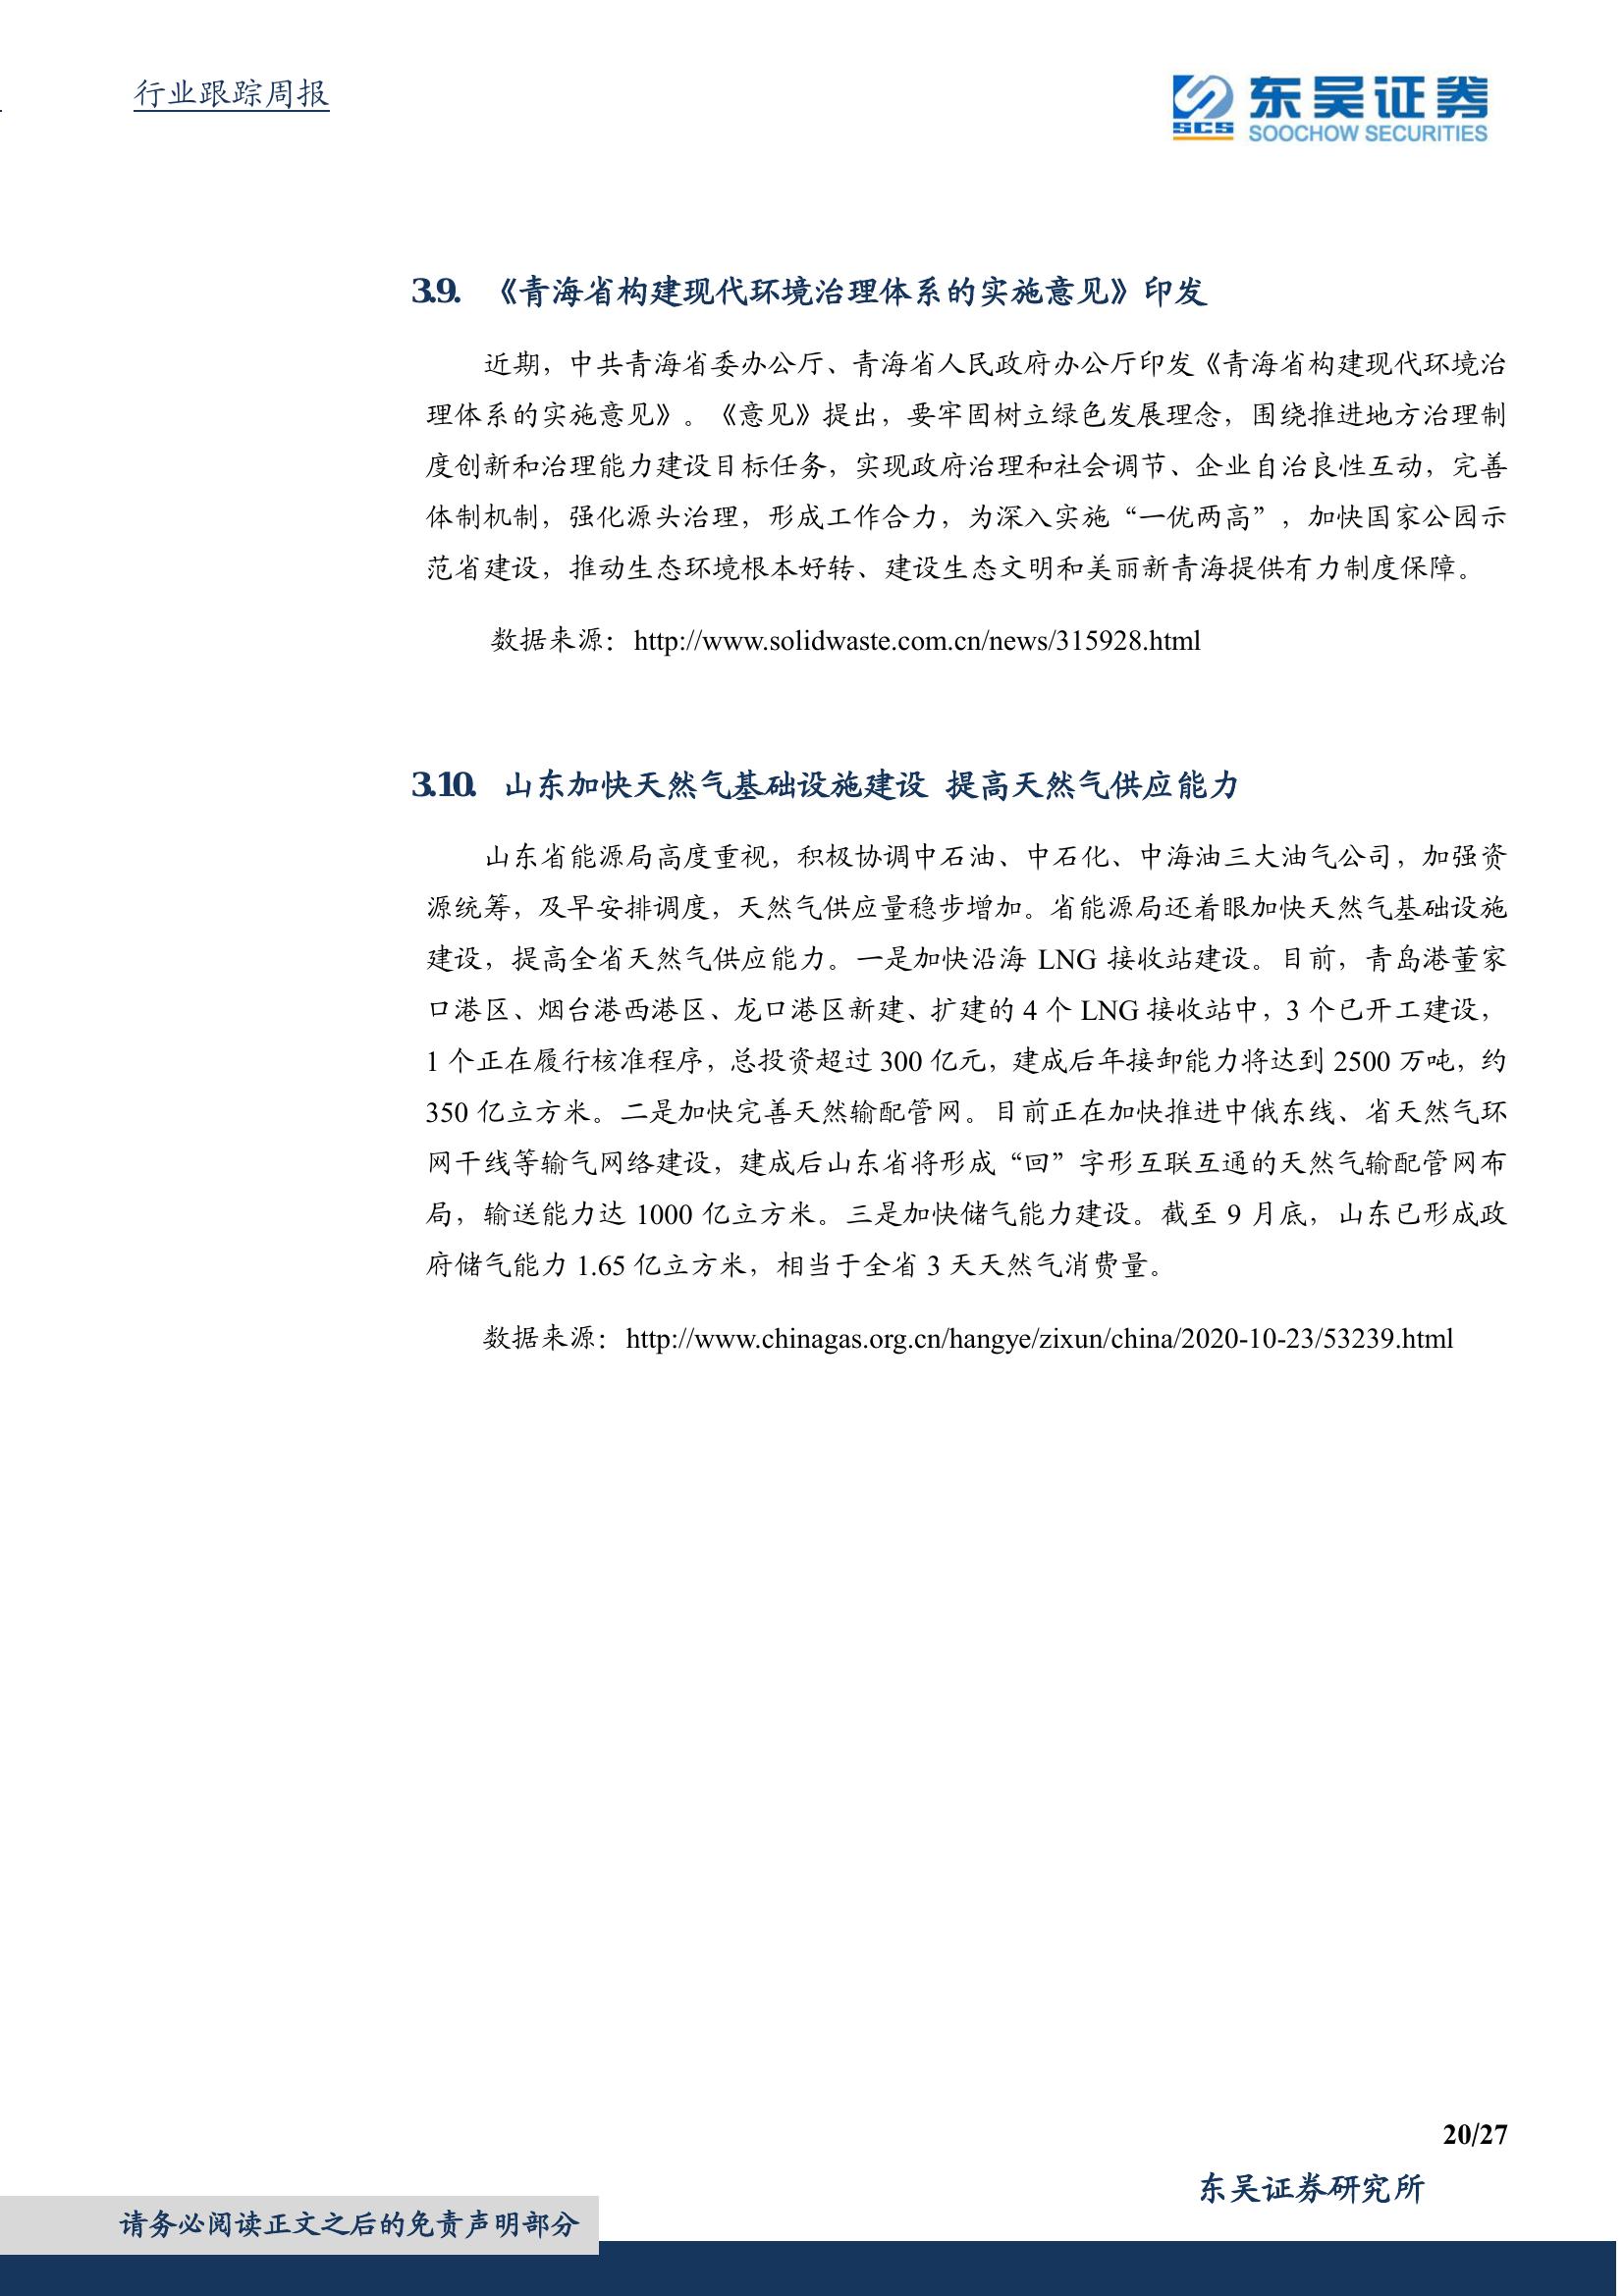 行业跟踪周报
SCS
东吴证券
SOOCHOW SECURITIES
3.9. 《青海省构建现代环境治理体系的实施意见》印发
近期，中共青海省委办公厅、青海省人民政府办公厅印发《青海省构建现代环境治
理体系的实施意见》。《意见》提出，要牢固树立绿色发展理念，围绕推进地方治理制
度创新和治理能力建设目标任务，实现政府治理和社会调节、企业自治良性互动，完善
体制机制，强化源头治理，形成工作合力，为深入实施“一优两高”，加快国家公园示
范省建设，推动生态环境根本好转、建设生态文明和美丽新青海提供有力制度保障。
数据来源：http://www.solidwaste.com.cn/news/315928.html
3.10. 山东加快天然气基础设施建设 提高天然气供应能力
山东省能源局高度重视，积极协调中石油、中石化、中海油三大油气公司，加强资
源统筹，及早安排调度，天然气供应量稳步增加。省能源局还着眼加快天然气基础设施
建设，提高全省天然气供应能力。一是加快沿海 LNG 接收站建设。目前，青岛港董家
口港区、烟台港西港区、龙口港区新建、扩建的 4 个 LNG 接收站中，3 个已开工建设，
1 个正在履行核准程序，总投资超过 300 亿元，建成后年接卸能力将达到 2500 万吨，约
350 亿立方米。二是加快完善天然输配管网。目前正在加快推进中俄东线、省天然气环
网干线等输气网络建设，建成后山东省将形成“回”字形互联互通的天然气输配管网布
局，输送能力达 1000 亿立方米。三是加快储气能力建设。截至 9 月底，山东已形成政
府储气能力 1.65 亿立方米，相当于全省 3 天天然气消费量。
数据来源：http://www.chinagas.org.cn/hangye/zixun/china/2020-10-23/53239.html
20/27
东吴证券研究所
请务必阅读正文之后的免责声明部分